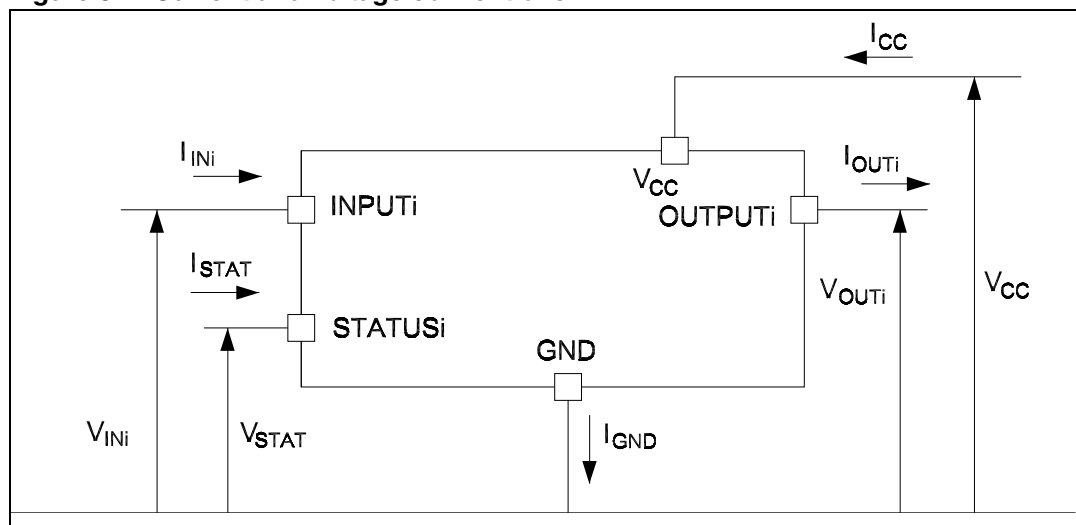 I_CC
I_INi
V_CC
I_OUTi
INPUTi
OUTPUTi
I_STAT
V_OUTi
V_CC
STATUSi
GND
V_INi
V_STAT
I_GND